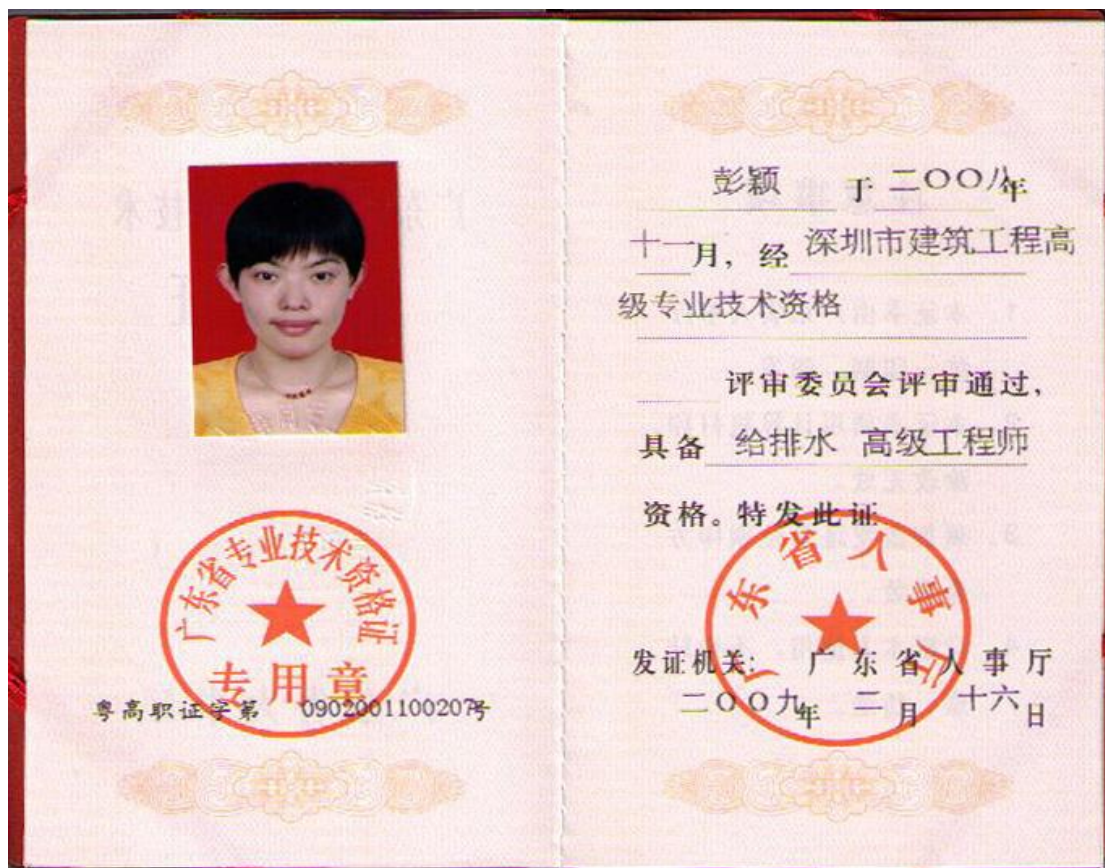 广东省专业技术资格证
专用章
粤高职证字第 0902001100207号
彭颖 于 二〇〇八年
十一月，经 深圳市建筑工程高
级专业技术资格
评审委员会评审通过，
具备 给排水 高级工程师
资格。特发此证
广东省人事厅
发证机关： 广东省人事厅
二〇〇九年 二月 十六日